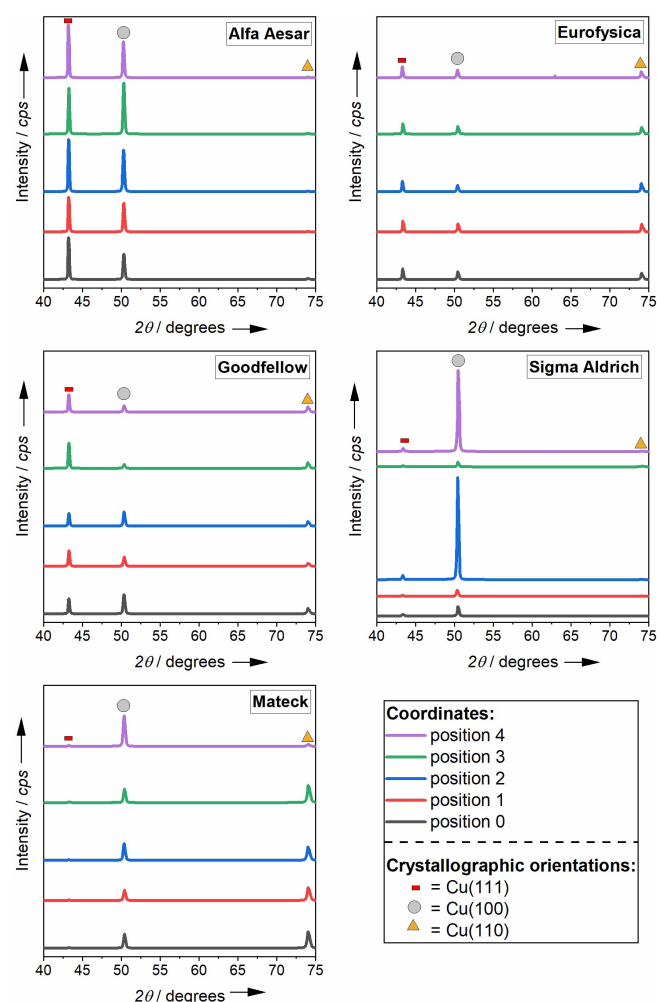 Alfa Aesar
Intensity / cps
40 45 50 55 60 65 70 75
2θ / degrees
Eurofysica
Intensity / cps
40 45 50 55 60 65 70 75
2θ / degrees
Goodfellow
Intensity / cps
40 45 50 55 60 65 70 75
2θ / degrees
Sigma Aldrich
Intensity / cps
40 45 50 55 60 65 70 75
2θ / degrees
Mateck
Intensity / cps
40 45 50 55 60 65 70 75
2θ / degrees
Coordinates:
position 4
position 3
position 2
position 1
position 0
Crystallographic orientations:
= Cu(111)
= Cu(100)
= Cu(110)